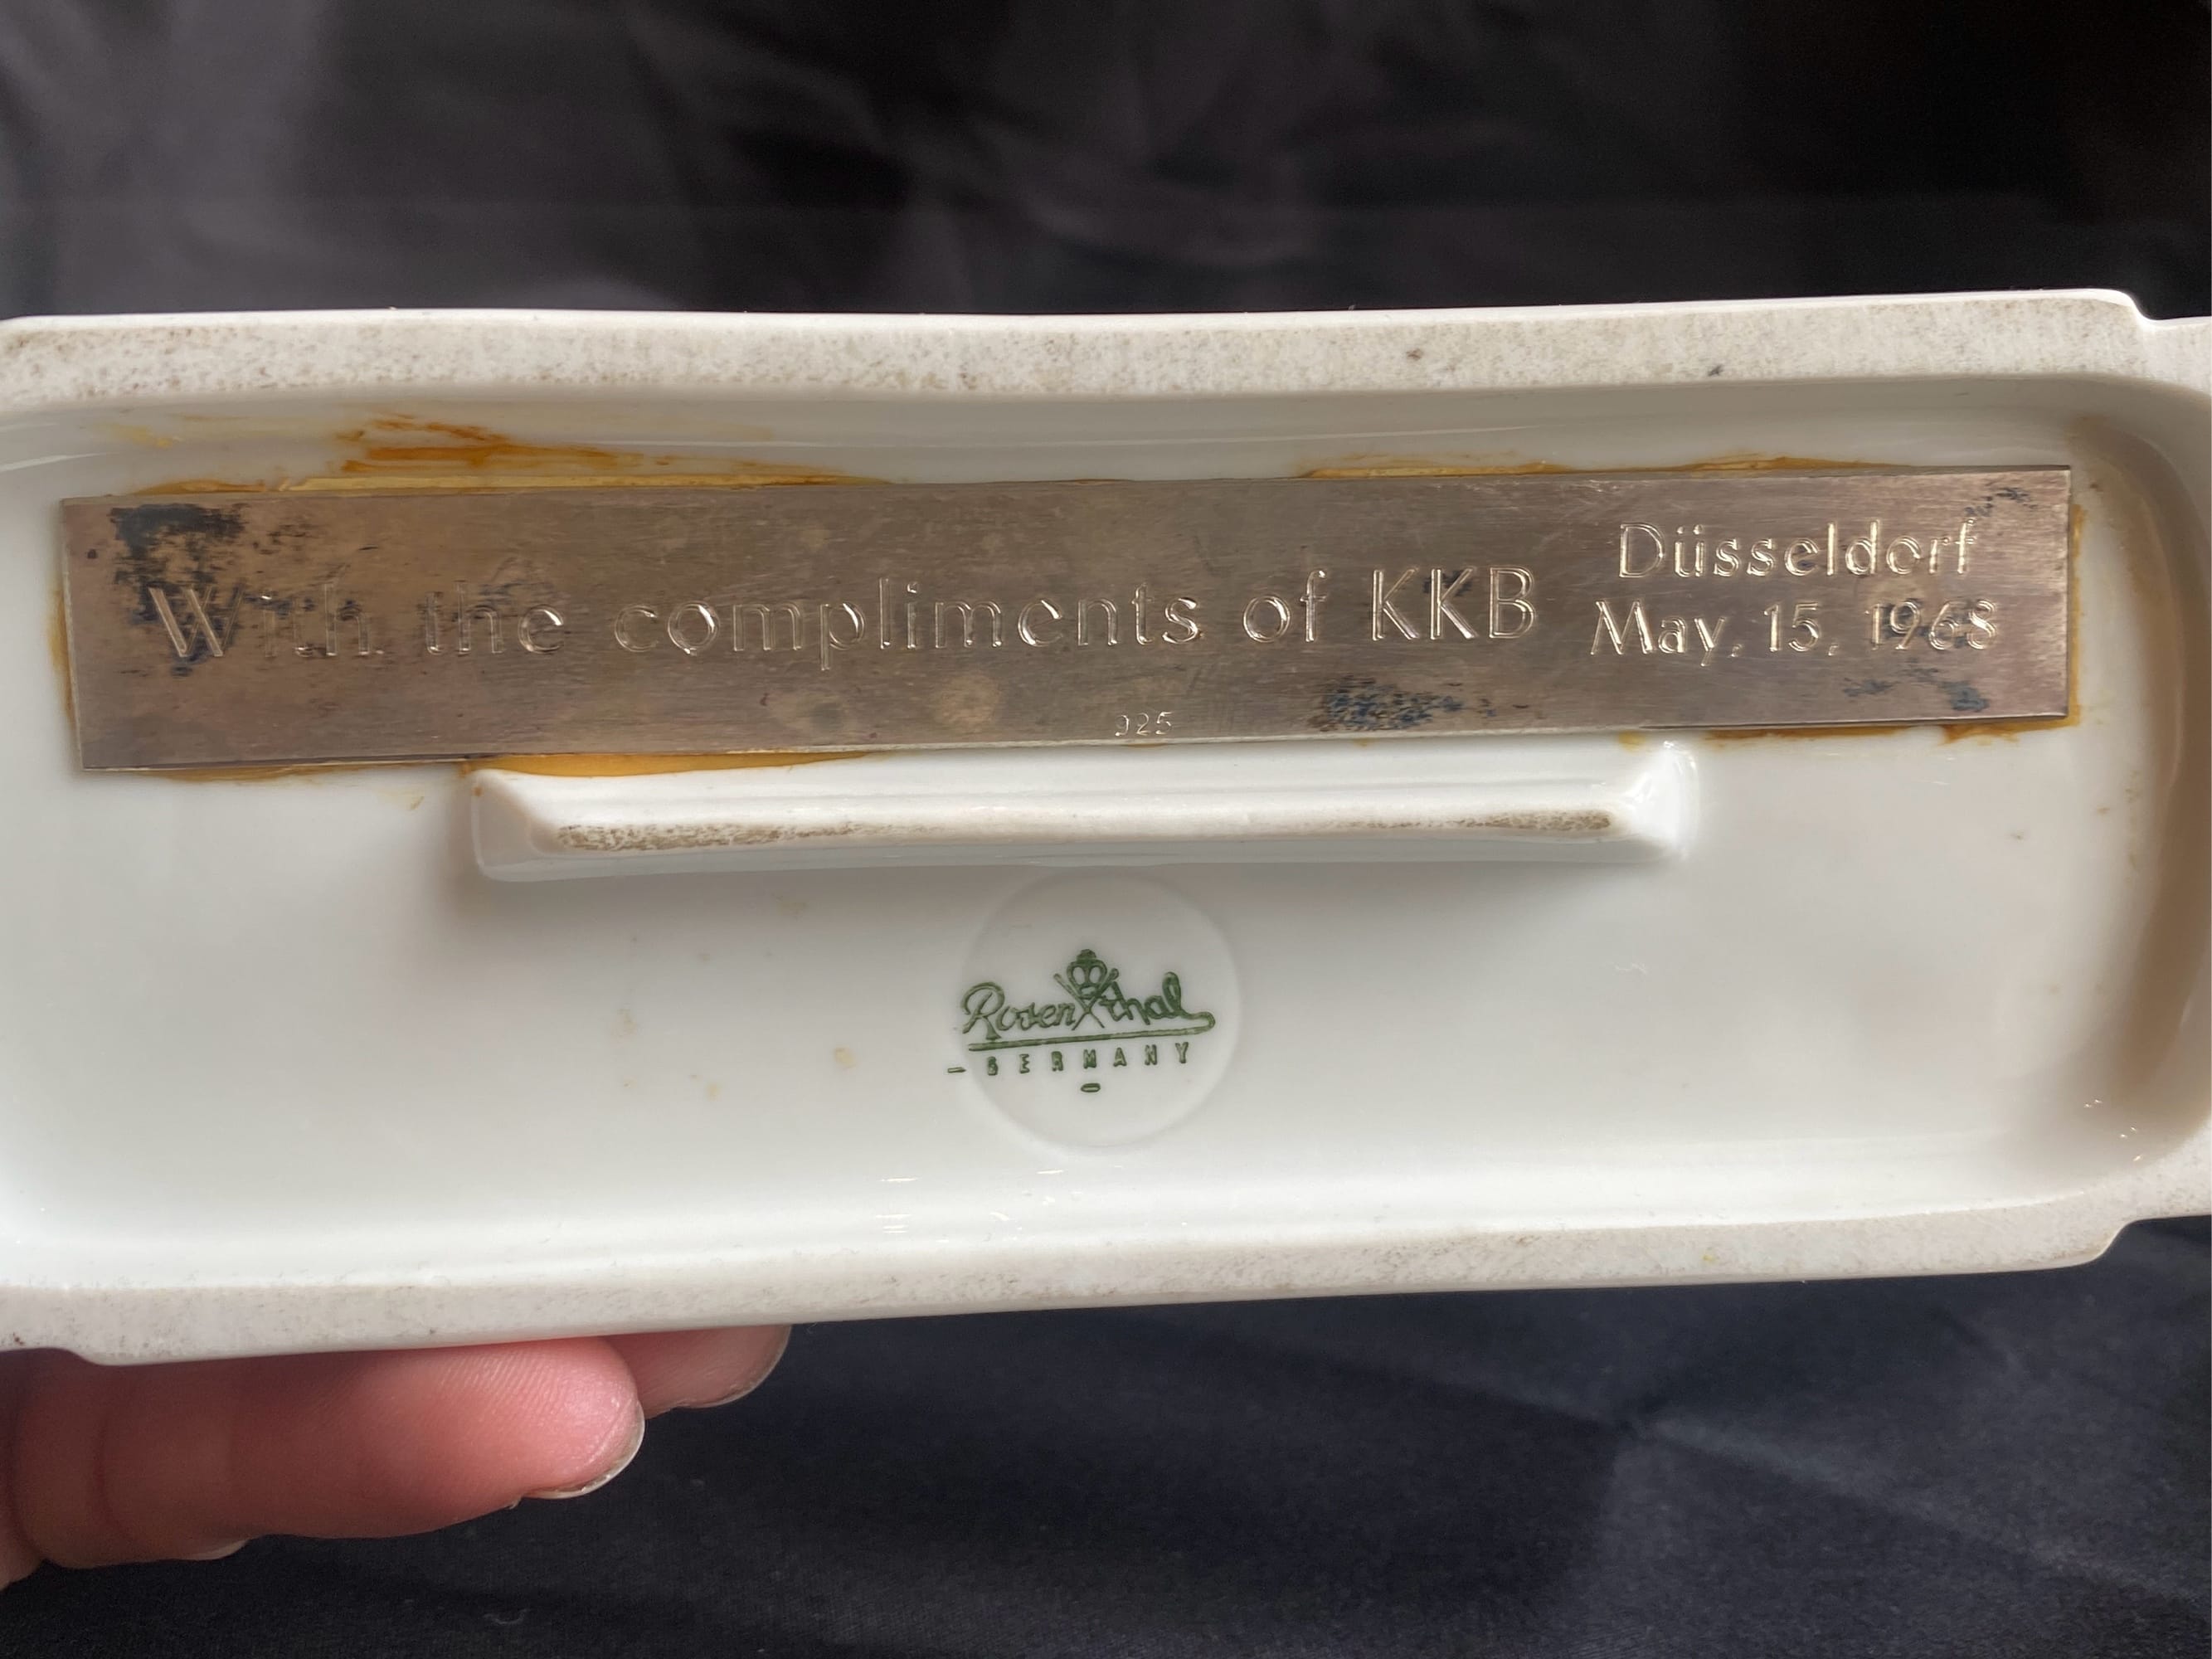 With the compliments of KKB
Düsseldorf
May, 15, 1968
925
Rosenthal
GERMANY